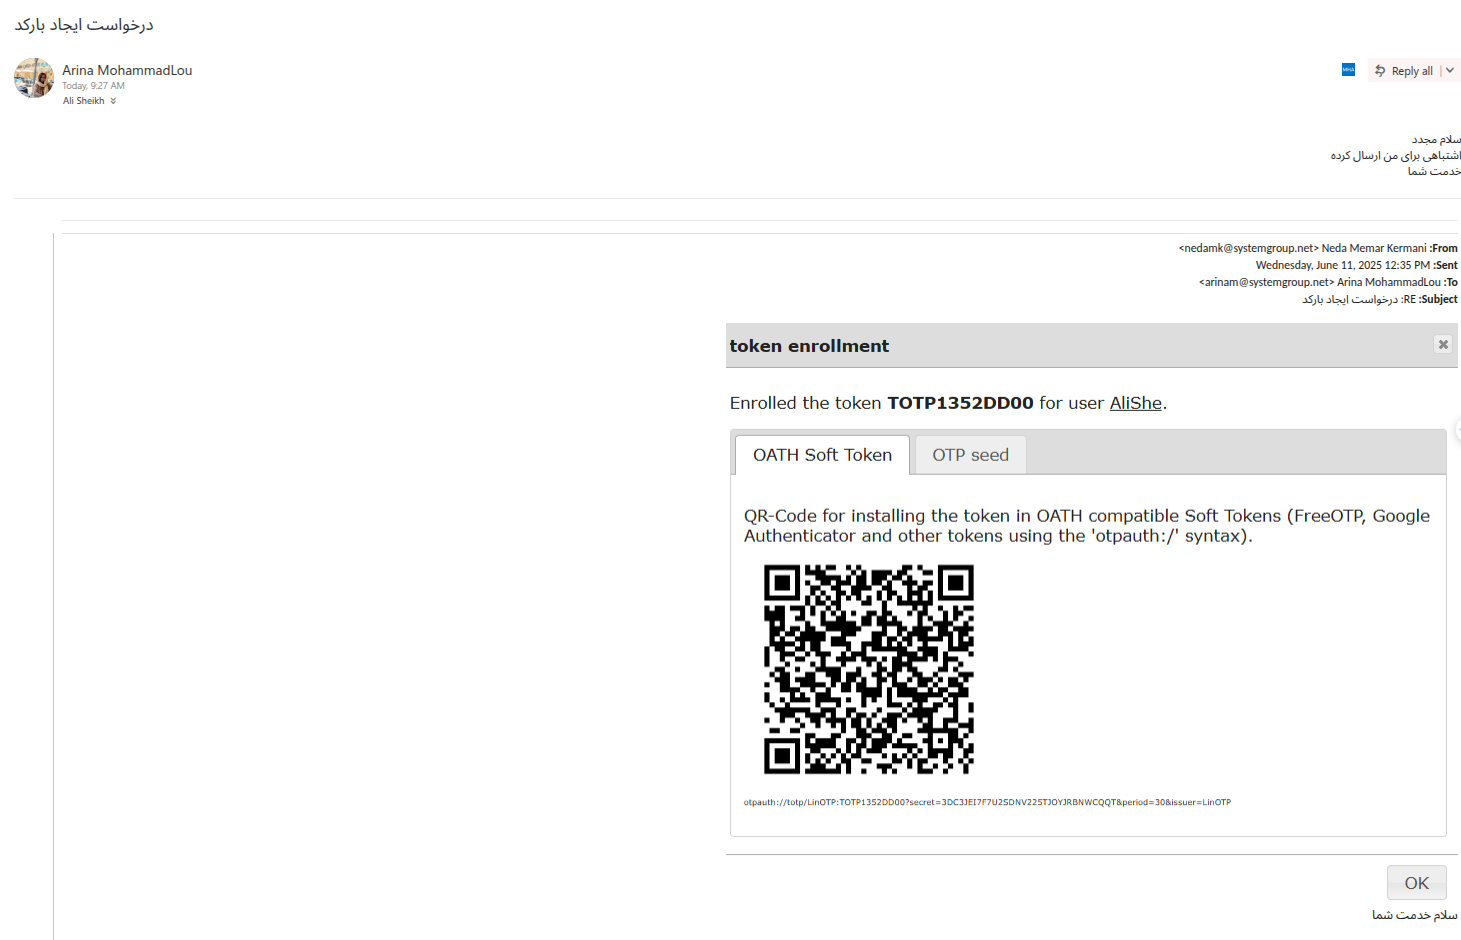 درخواست ایجاد بارکد
Arina MohammadLou
Today, 9:27 AM
Ali Sheikh
Reply all
سلام مجدد
اشتباهی برای من ارسال کرده
خدمت شما
From: Neda Memar Kermani <nedamk@systemgroup.net>
Sent: Wednesday, June 11, 2025 12:35 PM
To: Arina MohammadLou <arinam@systemgroup.net>
Subject: RE: درخواست ایجاد بارکد
token enrollment
Enrolled the token TOTP1352DD00 for user AliShe.
OATH Soft Token
OTP seed
QR-Code for installing the token in OATH compatible Soft Tokens (FreeOTP, Google
Authenticator and other tokens using the 'otpauth:/' syntax).
otpauth://totp/LinOTP:TOTP1352DD00?secret=3DC3JEI7F7U2SDNV225TJOYJRBNWCQQT&period=30&issuer=LinOTP
OK
سلام خدمت شما